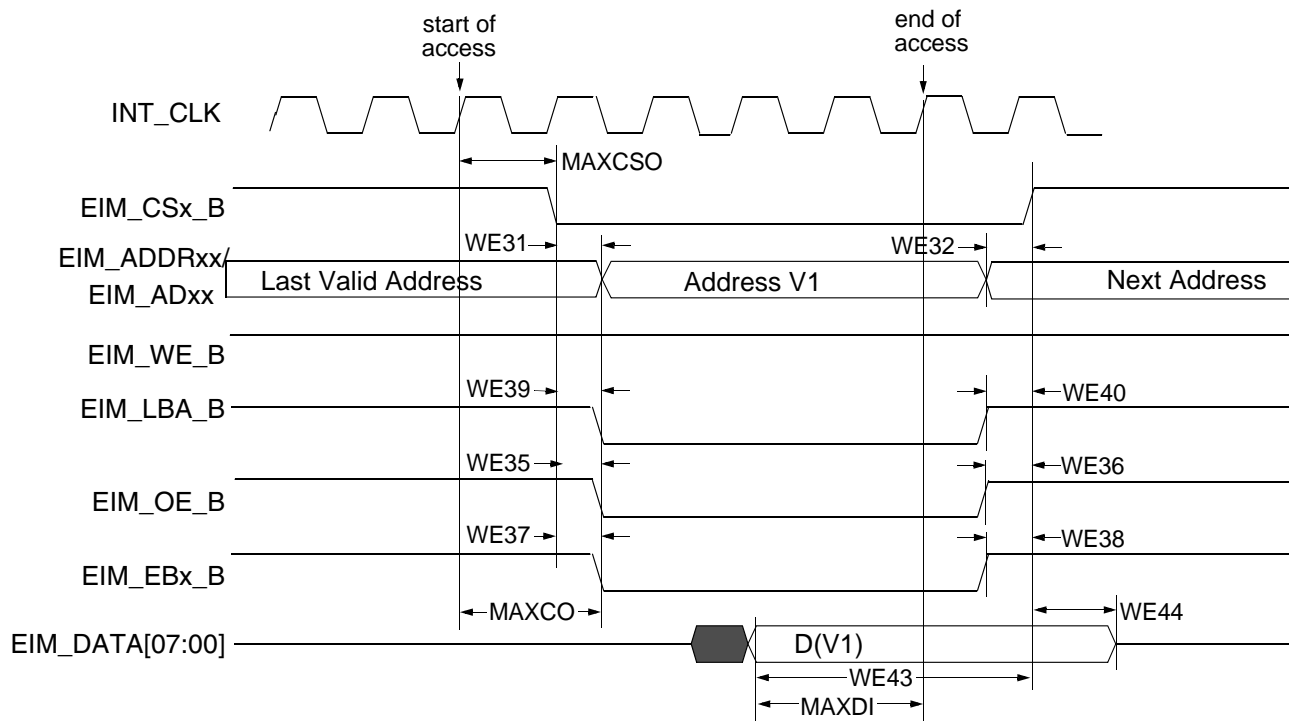 start of
access
end of
access
INT_CLK
MAXCSO
EIM_CSx_B
WE31
WE32
EIM_ADDRxx/
EIM_ADxx
Last Valid Address
Address V1
Next Address
EIM_WE_B
WE39
WE40
EIM_LBA_B
WE35
WE36
EIM_OE_B
WE37
WE38
EIM_EBx_B
MAXCO
WE44
EIM_DATA[07:00]
D(V1)
WE43
MAXDI